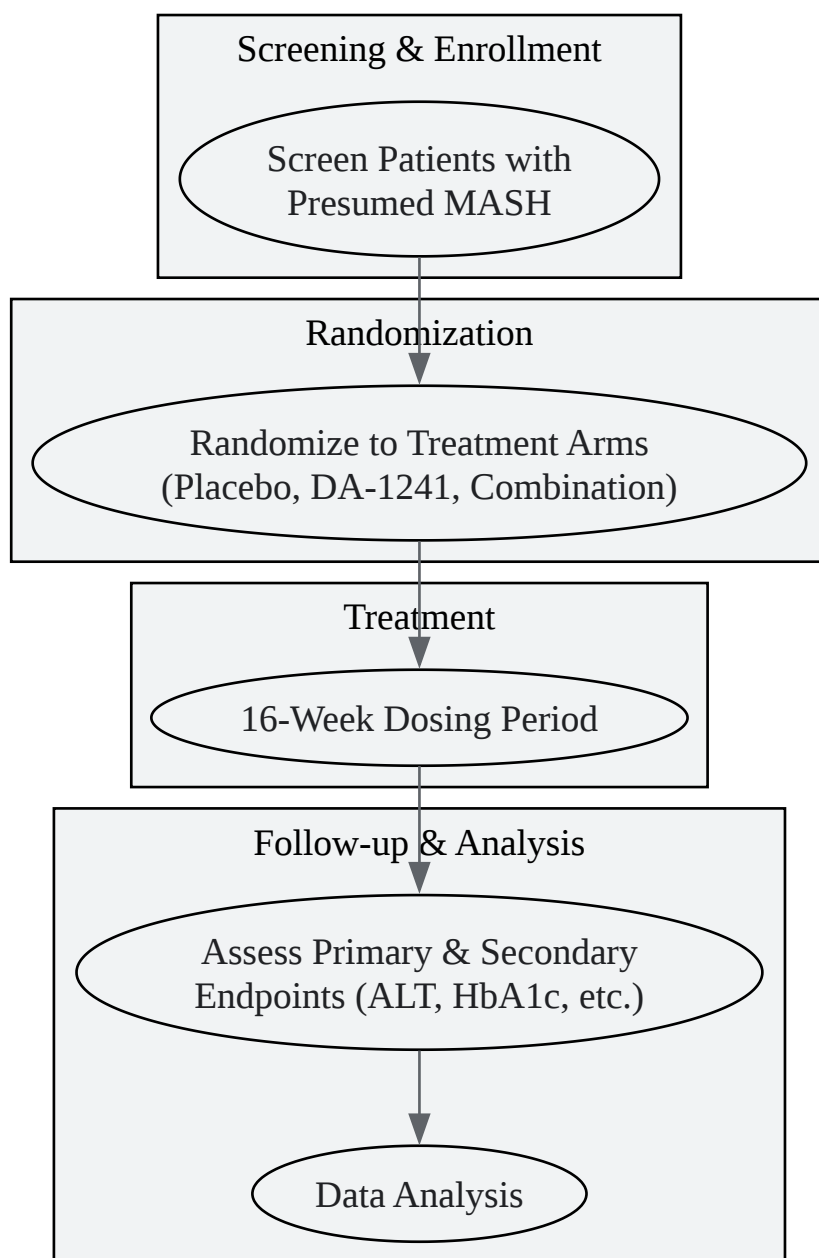 Screening & Enrollment
Screen Patients with
Presumed MASH
Randomization
Randomize to Treatment Arms
(Placebo, DA-1241, Combination)
Treatment
16-Week Dosing Period
Follow-up & Analysis
Assess Primary & Secondary
Endpoints (ALT, HbA1c, etc.)
Data Analysis